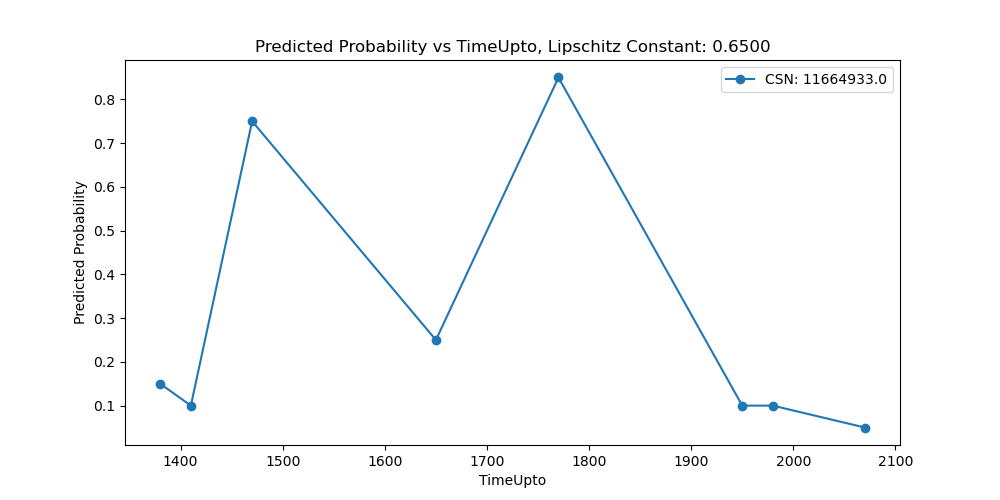 Predicted Probability vs TimeUpto, Lipschitz Constant: 0.6500
CSN: 11664933.0
Predicted Probability
0.8
0.7
0.6
0.5
0.4
0.3
0.2
0.1
1400 1500 1600 1700 1800 1900 2000 2100
TimeUpto